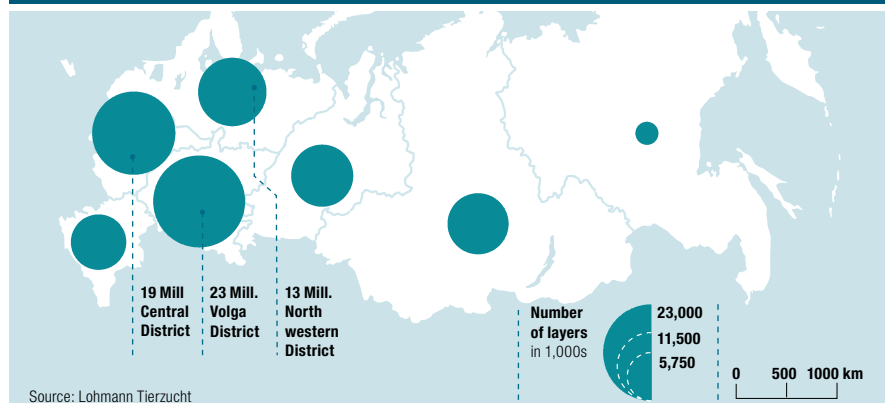 19 Mill
Central
District
23 Mill.
Volga
District
13 Mill.
North
western
District
Number
of layers
in 1,000s
23,000
11,500
5,750
0 500 1000 km
Source: Lohmann Tierzucht